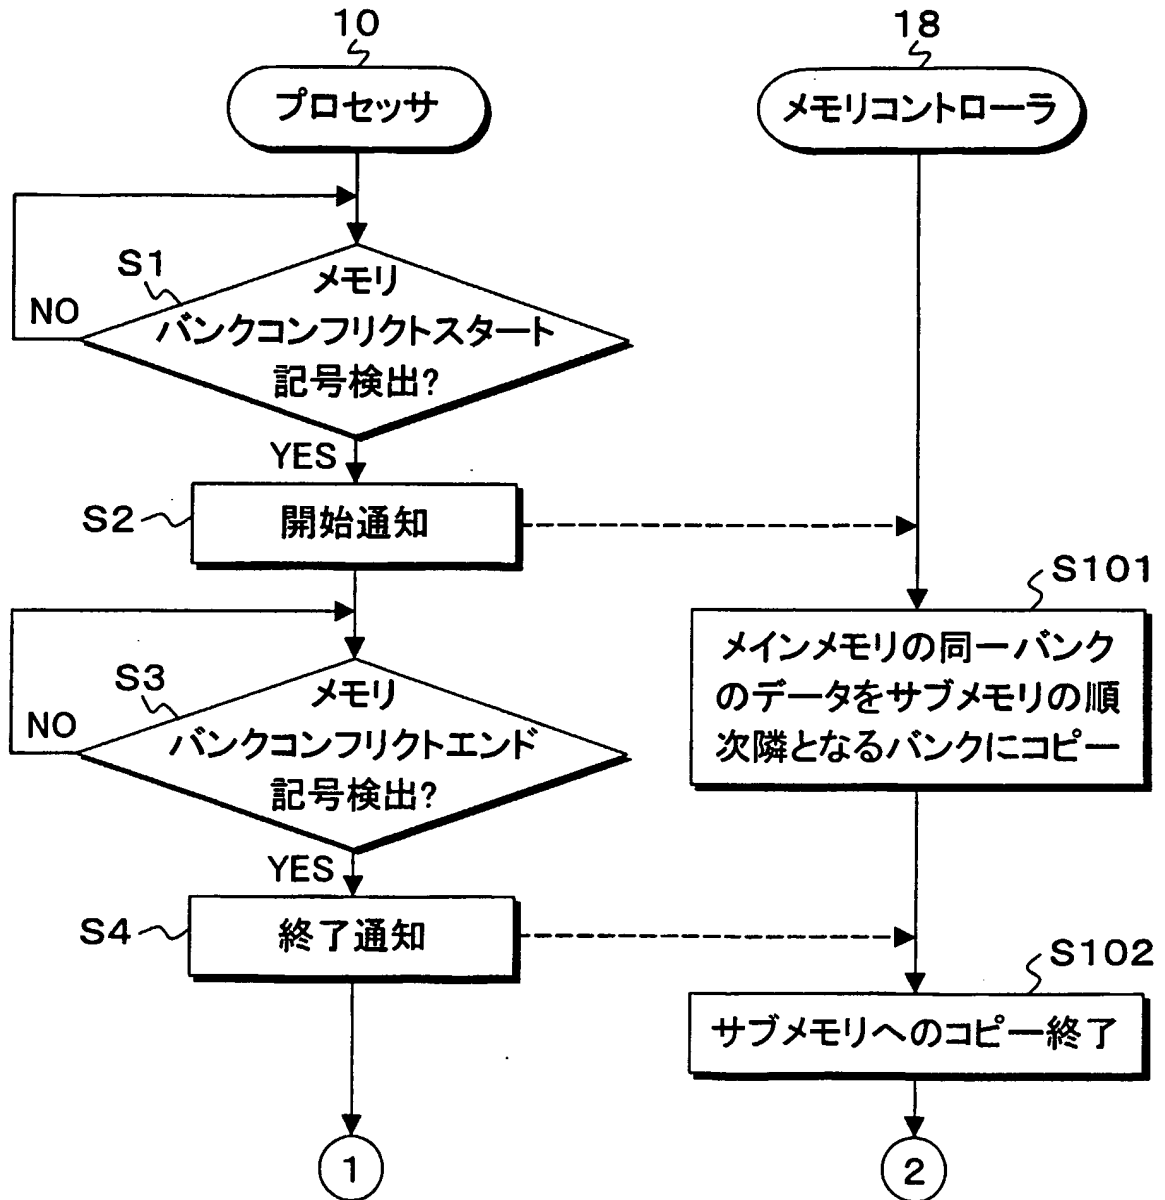 10
プロセッサ
S1
メモリ
バンクコンフリクトスタート
記号検出?
NO
YES
S2
開始通知
S3
メモリ
バンクコンフリクトエンド
記号検出?
NO
YES
S4
終了通知
1
18
メモリコントローラ
S101
メインメモリの同一バンク
のデータをサブメモリの順
次隣となるバンクにコピー
S102
サブメモリへのコピー終了
2